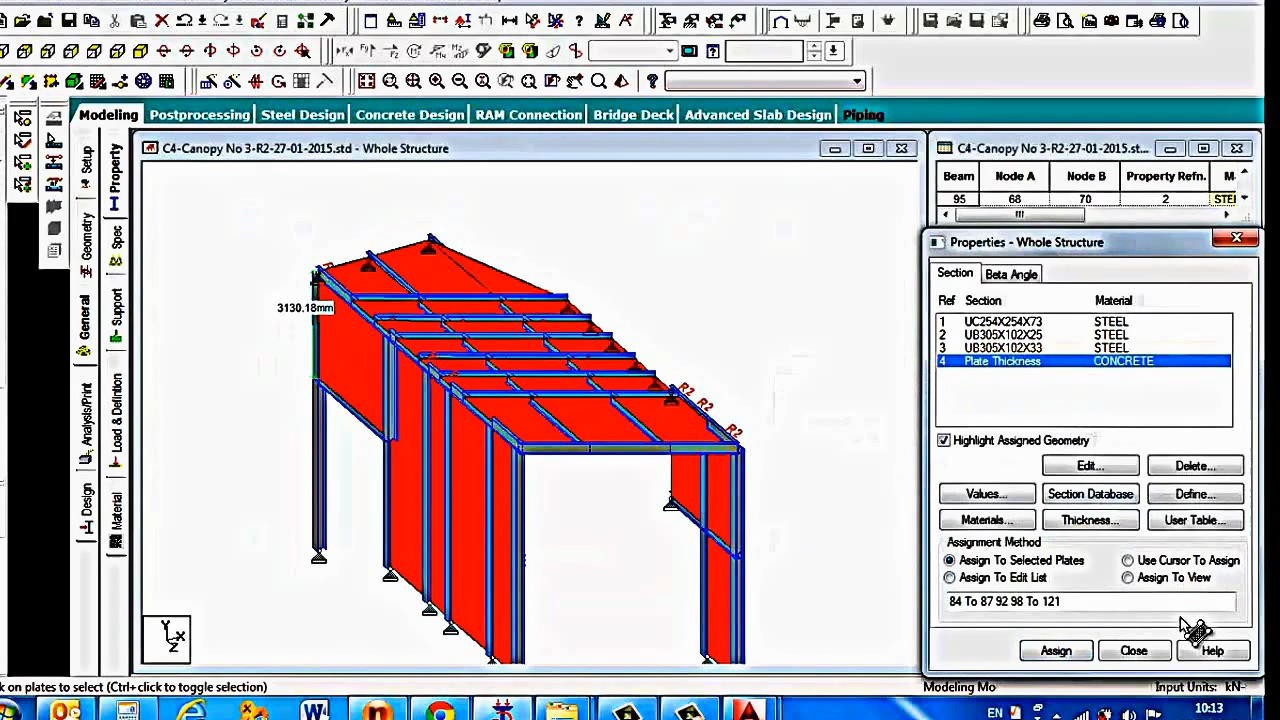 Modeling Postprocessing Steel Design Concrete Design RAM Connection Bridge Deck Advanced Slab Design Piping
C4-Canopy No 3-R2-27-01-2015.std - Whole Structure
Setup
Geometry
General
Analysis/Print
Design
Property
Spec
Support
Load & Definition
Material
3130.18mm
R2
R2
R2
Y
X
Z
C4-Canopy No 3-R2-27-01-2015.st...
Beam Node A Node B Property Refn. M
95 68 70 2 STEI
Properties - Whole Structure
Section Beta Angle
Ref Section Material
1 UC254X254X73 STEEL
2 UB305X102X25 STEEL
3 UB305X102X33 STEEL
4 Plate Thickness CONCRETE
Highlight Assigned Geometry
Edit... Delete...
Values... Section Database Define...
Materials... Thickness... User Table...
Assignment Method
Assign To Selected Plates Use Cursor To Assign
Assign To Edit List Assign To View
84 To 87 92 98 To 121
Assign Close Help
k on plates to select (Ctrl+click to toggle selection) Modeling Mo Input Units: kN-
EN 10:13